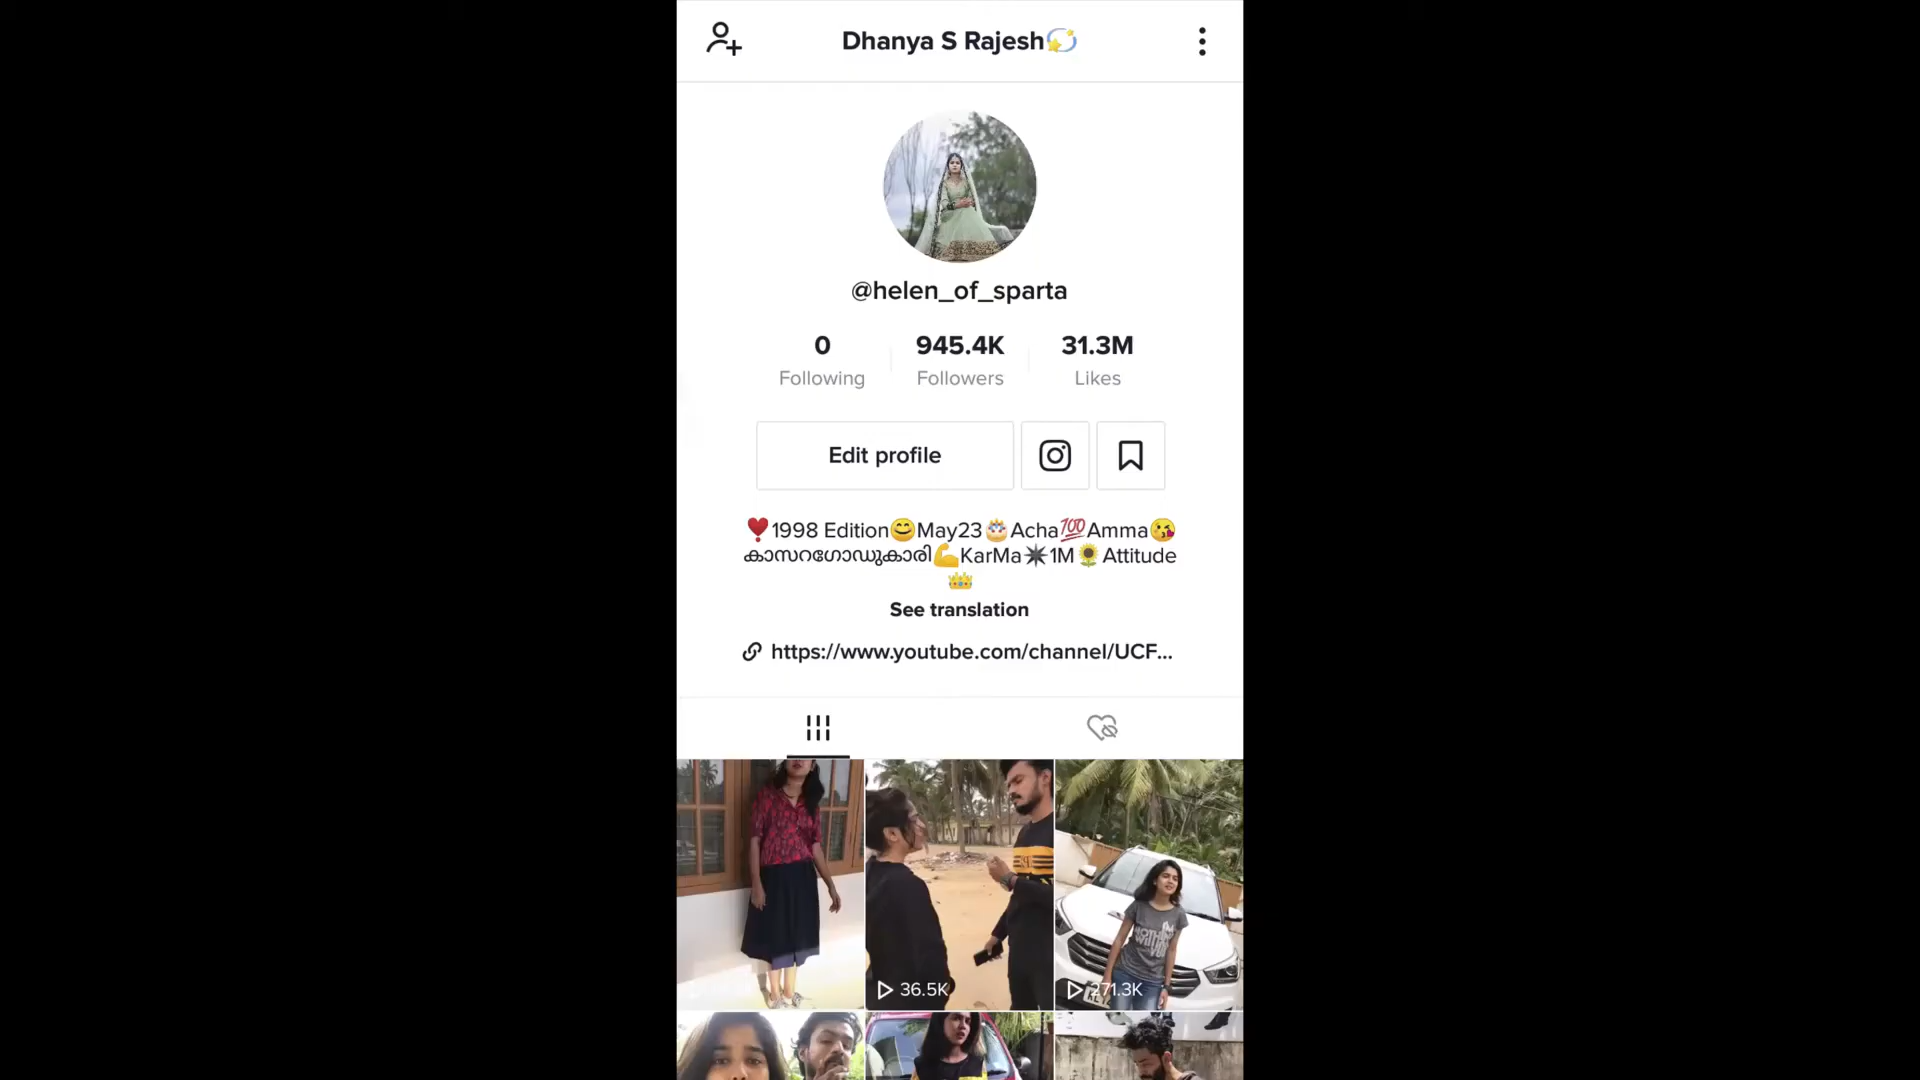 Dhanya S Rajesh💫
@helen_of_sparta
0 945.4K 31.3M
Following Followers Likes
Edit profile
❣️1998 Edition😊May23🎂Acha💯Amma😘
കാസറഗോഡുകാരി💪KarMa✴1M🌻Attitude
👑
See translation
https://www.youtube.com/channel/UCF...
36.5K 271.3K